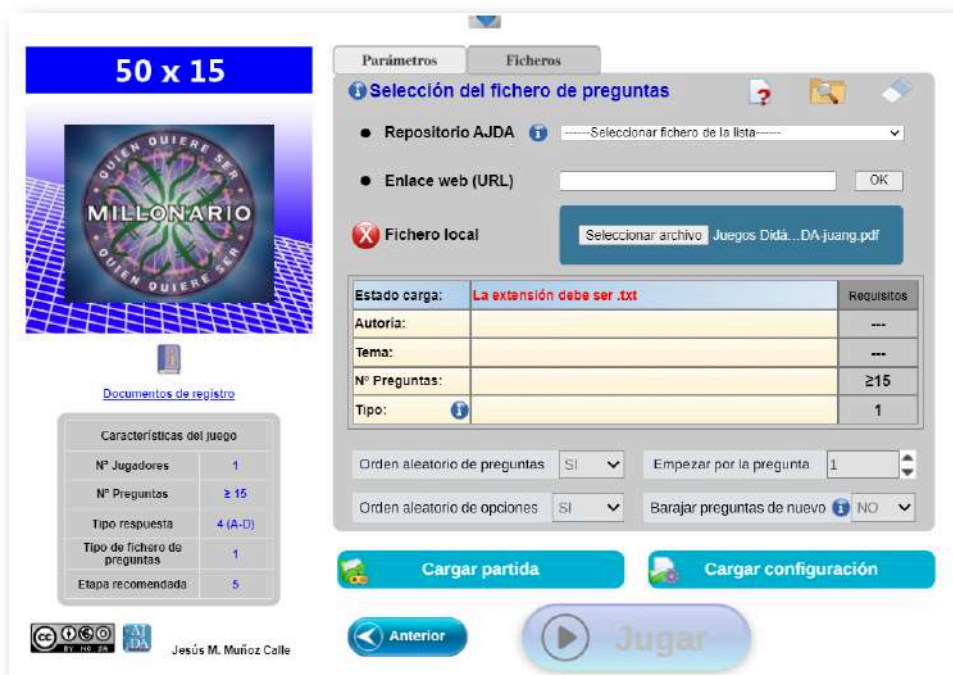 50 x 15
QUIEN QUIERE SER
MILLONARIO
QUIEN QUIERE SER
Documentos de registro
Características del juego
Nº Jugadores 1
Nº Preguntas ≥ 15
Tipo respuesta 4 (A-D)
Tipo de fichero de
preguntas 1
Etapa recomendada 5
CC BY NC SA
AJDA
Jesús M. Muñoz Calle
Parámetros Ficheros
Selección del fichero de preguntas
Repositorio AJDA ------Seleccionar fichero de la lista------
Enlace web (URL) OK
Fichero local Seleccionar archivo Juegos Didá...DA-juang.pdf
Estado carga: La extensión debe ser .txt Requisitos
Autoría: ---
Tema: ---
Nº Preguntas: ≥15
Tipo: 1
Orden aleatorio de preguntas SI Empezar por la pregunta 1
Orden aleatorio de opciones SI Barajar preguntas de nuevo NO
Cargar partida Cargar configuración
Anterior Jugar